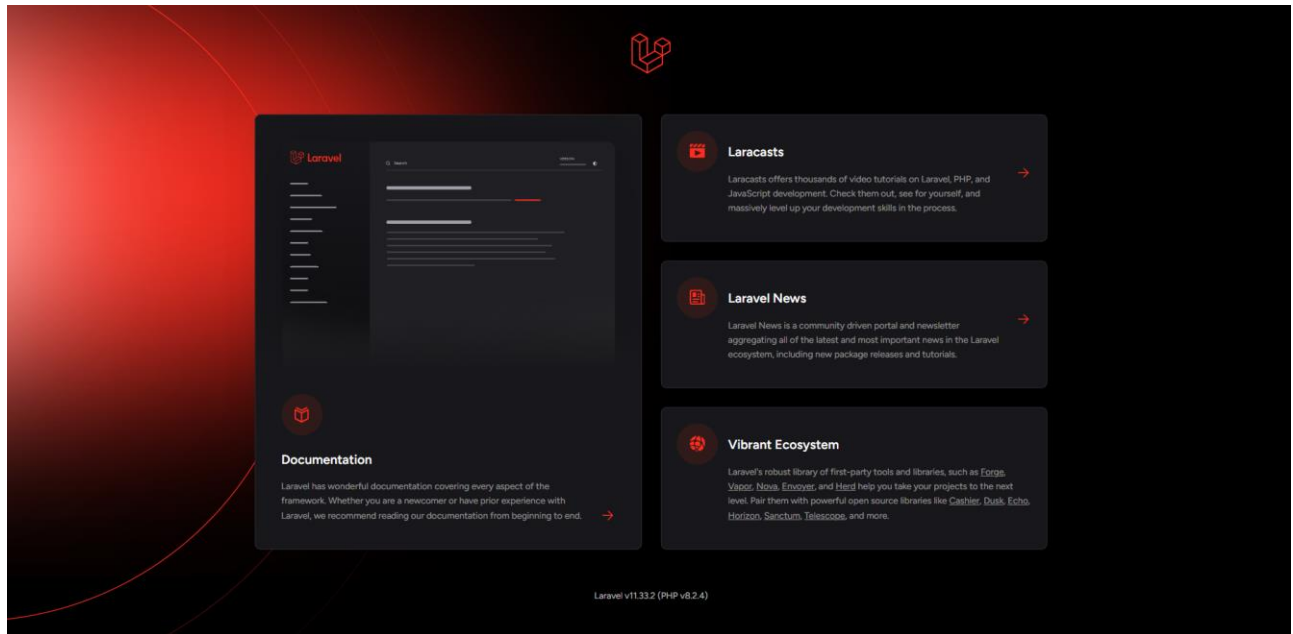 Laravel
Search
Documentation
Laravel has wonderful documentation covering every aspect of the
framework. Whether you are a newcomer or have prior experience with
Laravel, we recommend reading our documentation from beginning to end.
Laracasts
Laracasts offers thousands of video tutorials on Laravel, PHP, and
JavaScript development. Check them out, see for yourself, and
massively level up your development skills in the process.
Laravel News
Laravel News is a community driven portal and newsletter
aggregating all of the latest and most important news in the Laravel
ecosystem, including new package releases and tutorials.
Vibrant Ecosystem
Laravel's robust library of first-party tools and libraries, such as Forge,
Vapor, Nova, Envoyer, and Herd help you take your projects to the next
level. Pair them with powerful open source libraries like Cashier, Dusk, Echo,
Horizon, Sanctum, Telescope, and more.
Laravel v11.33.2 (PHP v8.2.4)